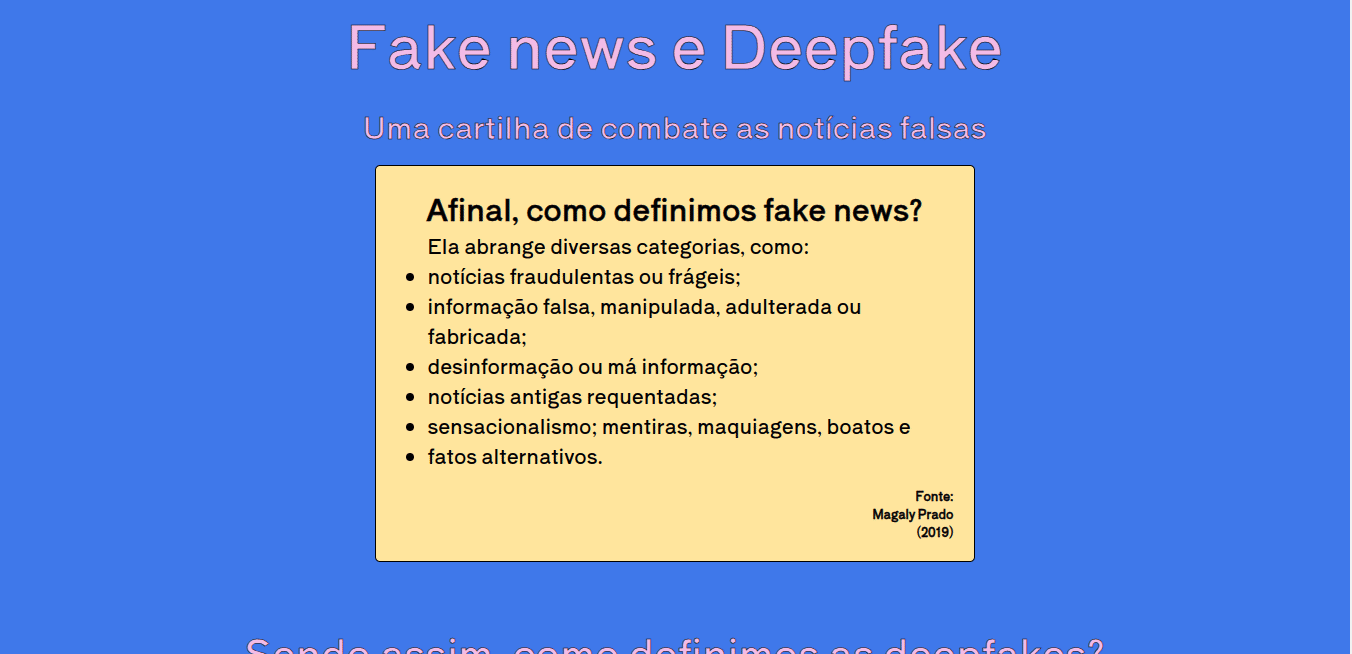 Fake news e Deepfake
Uma cartilha de combate as notícias falsas
Afinal, como definimos fake news?
Ela abrange diversas categorias, como:
notícias fraudulentas ou frágeis;
informação falsa, manipulada, adulterada ou
fabricada;
desinformação ou má informação;
notícias antigas requentadas;
sensacionalismo; mentiras, maquiagens, boatos e
fatos alternativos.
Fonte:
Magaly Prado
(2019)
Sendo assim, como definimos as deepfakes?